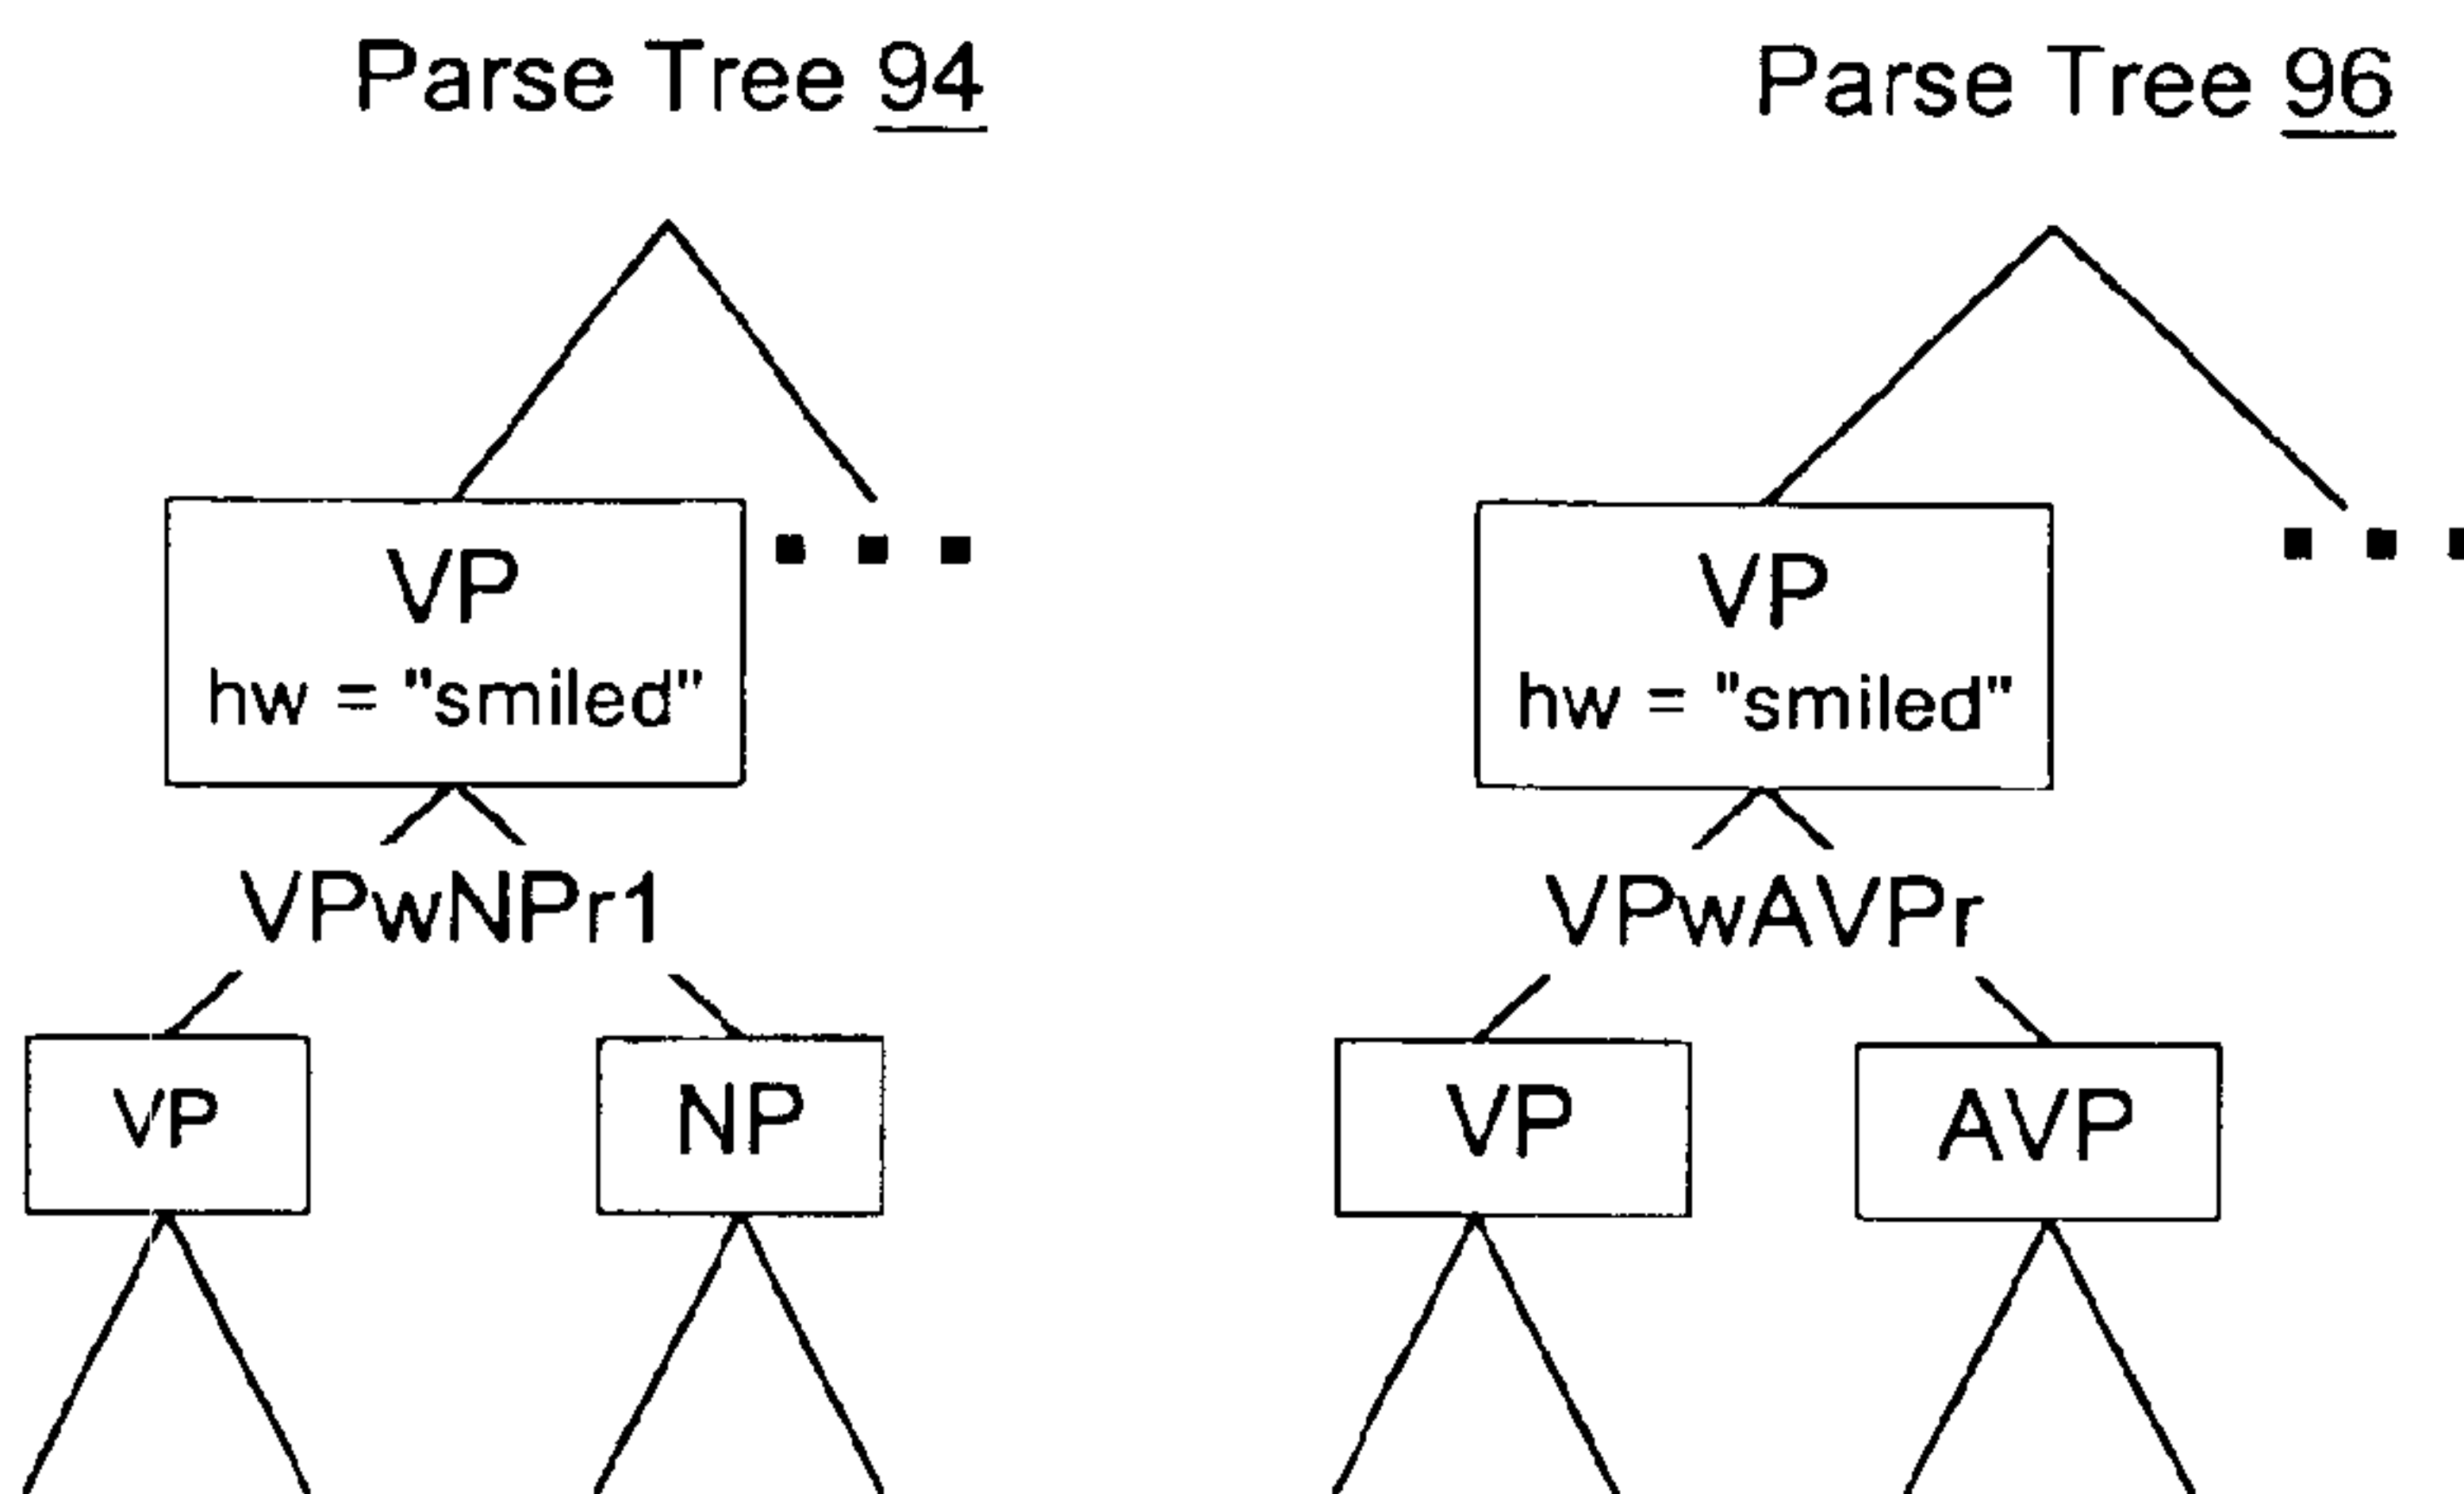 Parse Tree 94
VP
hw = "smiled"
VPwNPr1
VP
NP
Parse Tree 96
VP
hw = "smiled"
VPwAVPr
VP
AVP